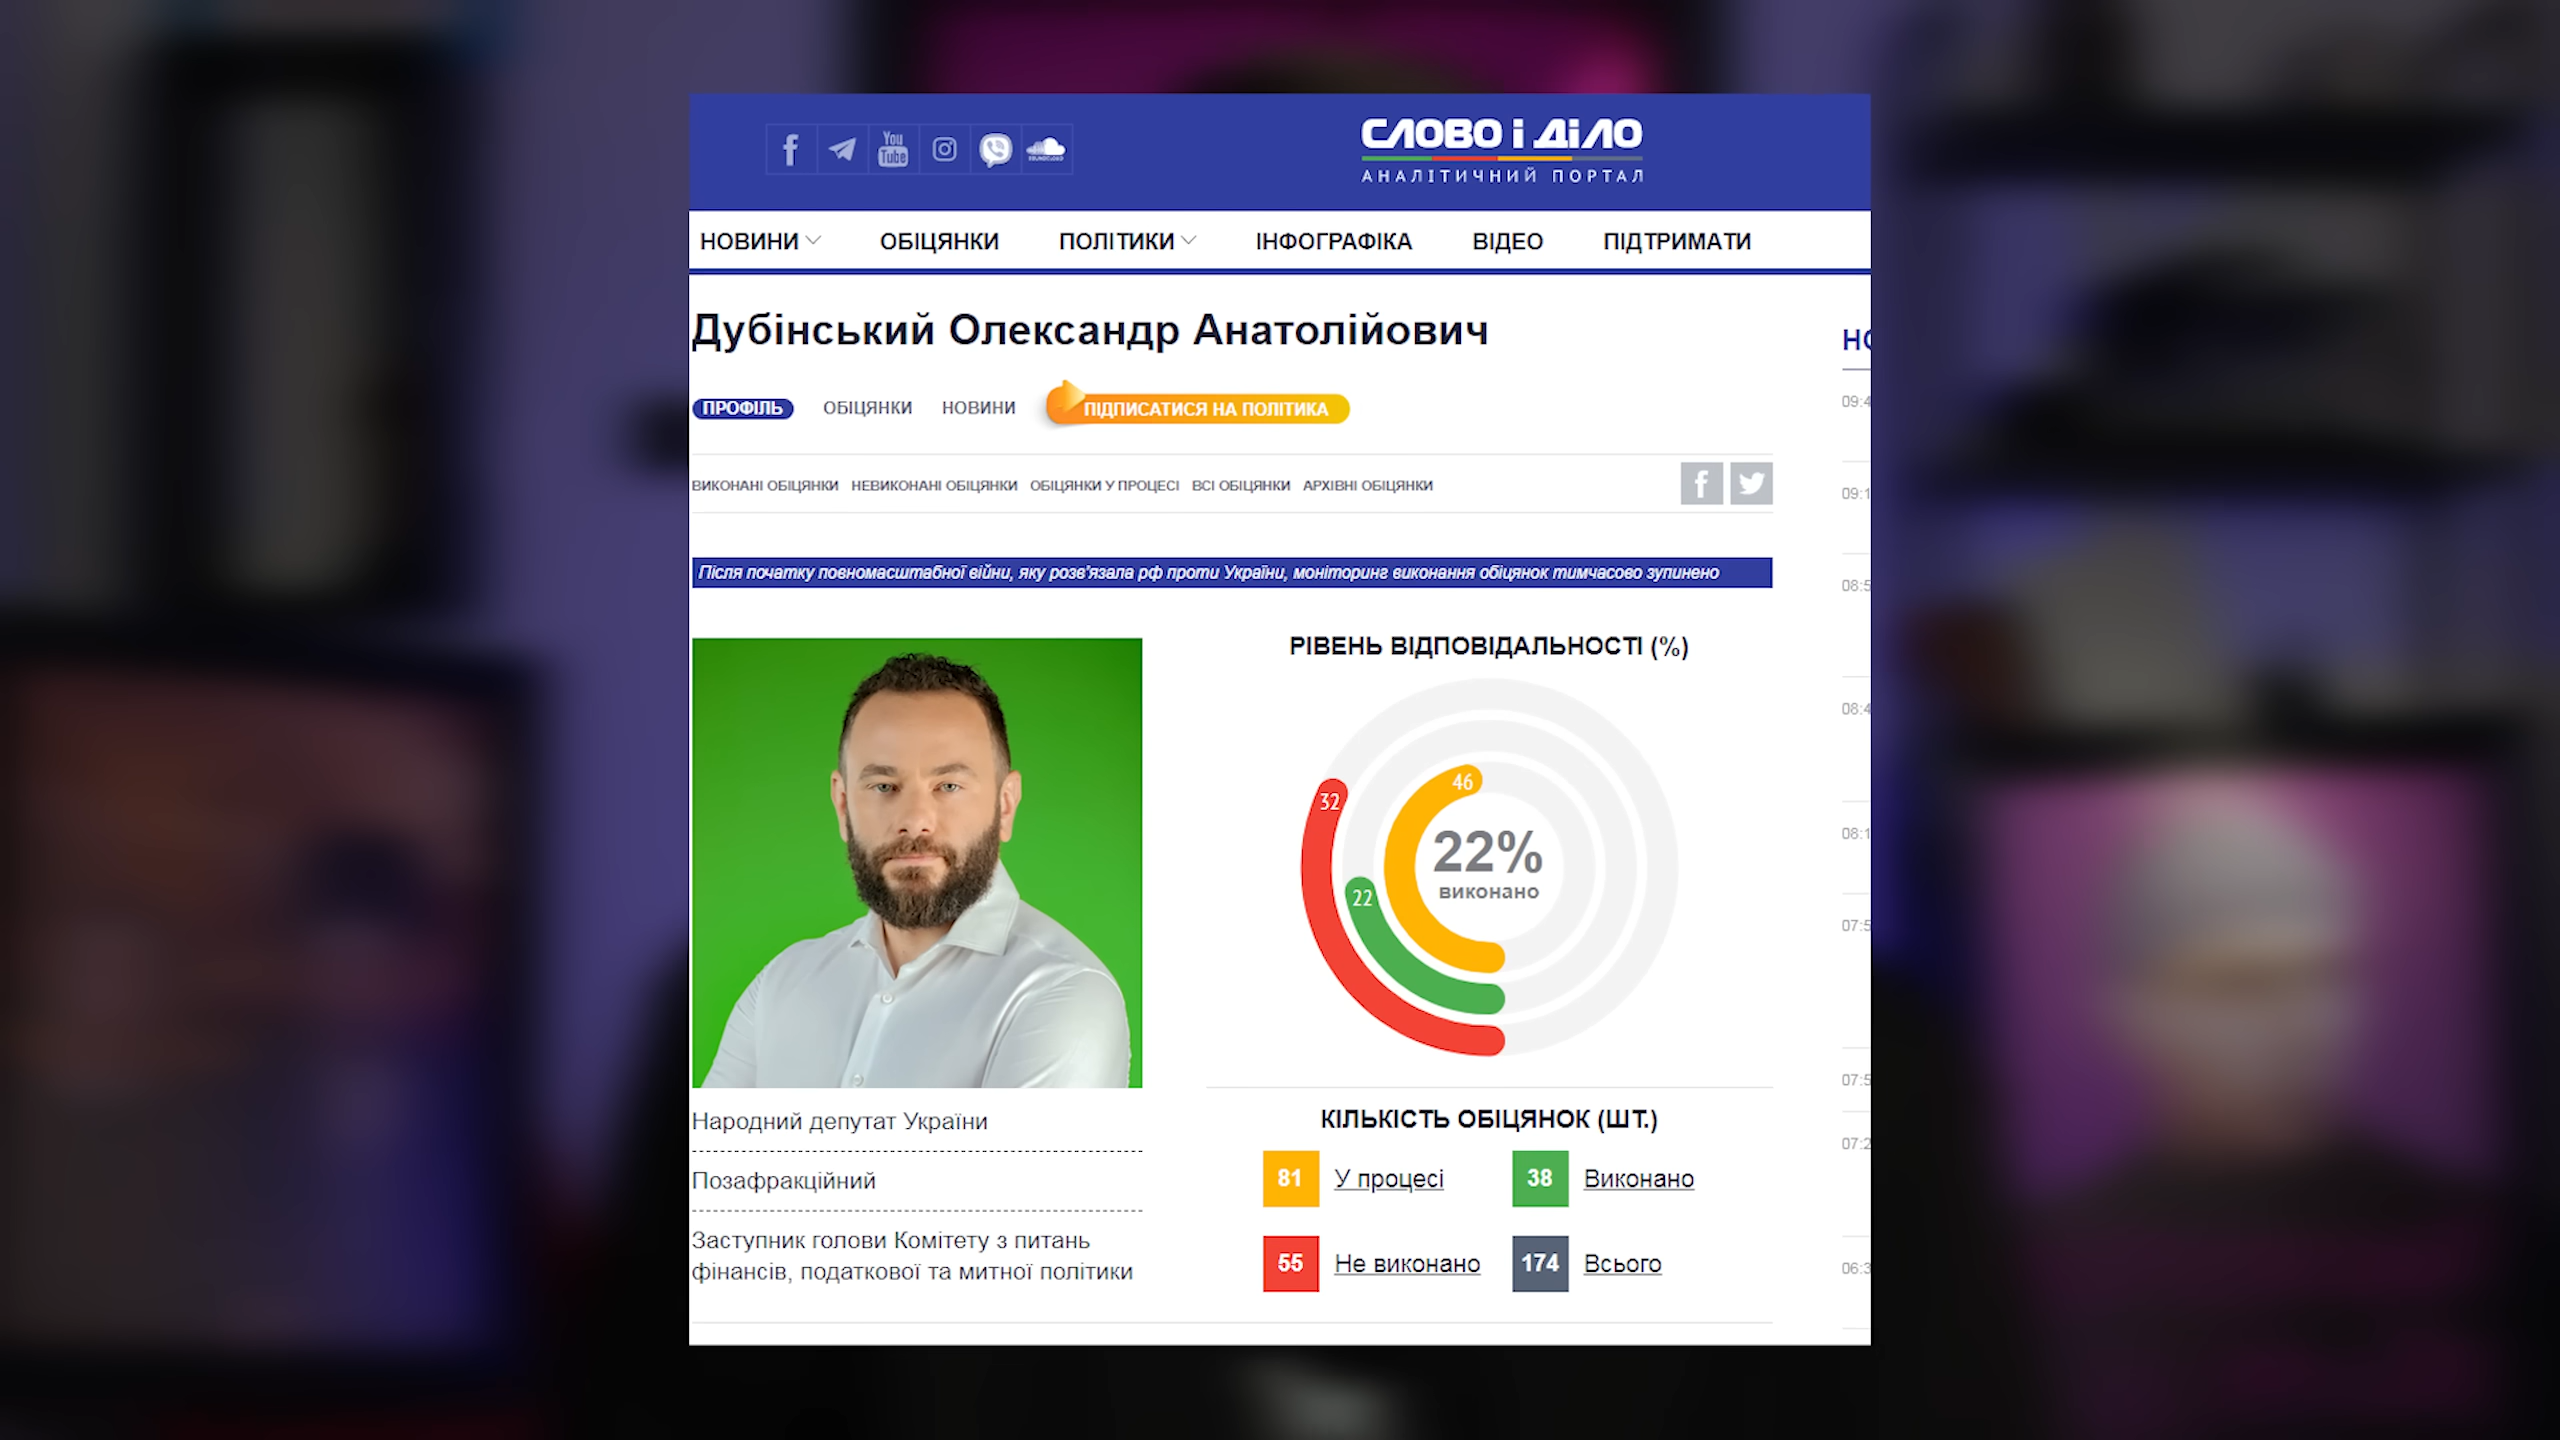 You
Tube
SOUNDCLOUD
СЛОВО і ДіЛО
АНАЛІТИЧНИЙ ПОРТАЛ
НОВИНИ ОБІЦЯНКИ ПОЛІТИКИ ІНФОГРАФІКА ВІДЕО ПІДТРИМАТИ
Дубінський Олександр Анатолійович
ПРОФІЛЬ ОБІЦЯНКИ НОВИНИ ПІДПИСАТИСЯ НА ПОЛІТИКА
ВИКОНАНІ ОБІЦЯНКИ НЕВИКОНАНІ ОБІЦЯНКИ ОБІЦЯНКИ У ПРОЦЕСІ ВСІ ОБІЦЯНКИ АРХІВНІ ОБІЦЯНКИ
Після початку повномасштабної війни, яку розв'язала рф проти України, моніторинг виконання обіцянок тимчасово зупинено
РІВЕНЬ ВІДПОВІДАЛЬНОСТІ (%)
46
32
22
22%
виконано
Народний депутат України
Позафракційний
Заступник голови Комітету з питань
фінансів, податкової та митної політики
КІЛЬКІСТЬ ОБІЦЯНОК (ШТ.)
81 У процесі 38 Виконано
55 Не виконано 174 Всього